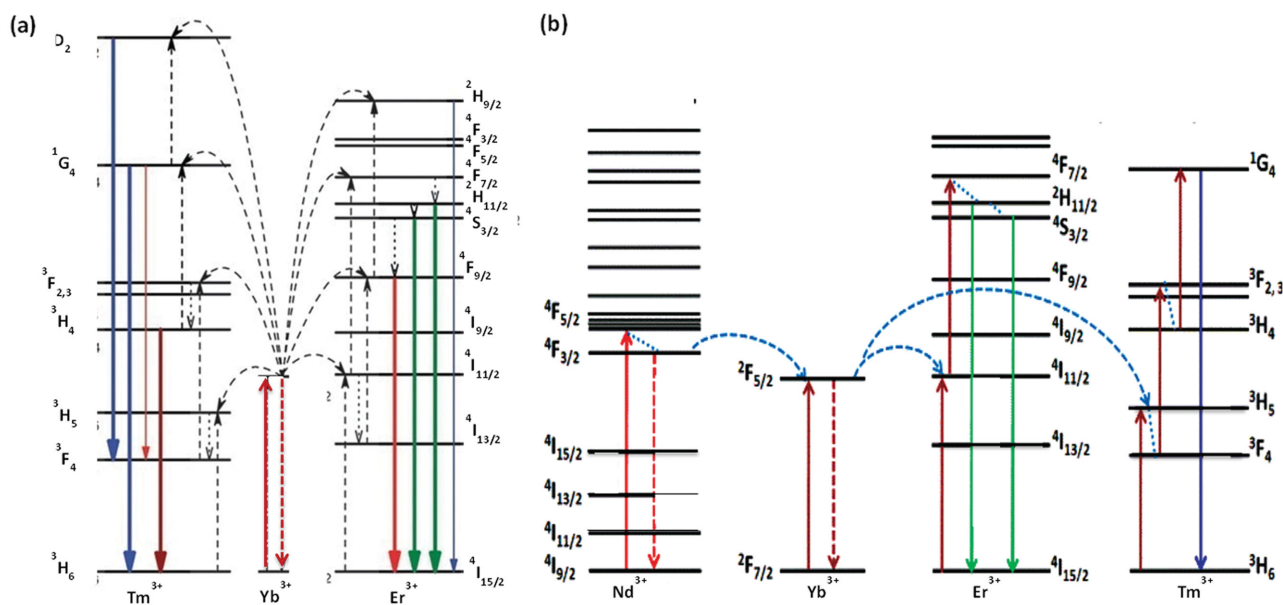 (a)
D2
1G4
3F2,3
3H4
3H5
3F4
3H6
Tm3+
Yb3+
2H9/2
4F3/2
4F5/2
4F7/2
2H11/2
4S3/2
4F9/2
4I9/2
4I11/2
4I13/2
4I15/2
Er3+
(b)
4F5/2
4F3/2
4I15/2
4I13/2
4I11/2
4I9/2
Nd3+
2F5/2
2F7/2
Yb3+
4F7/2
2H11/2
4S3/2
4F9/2
4I9/2
4I11/2
4I13/2
4I15/2
Er3+
1G4
3F2,3
3H4
3H5
3F4
3H6
Tm3+